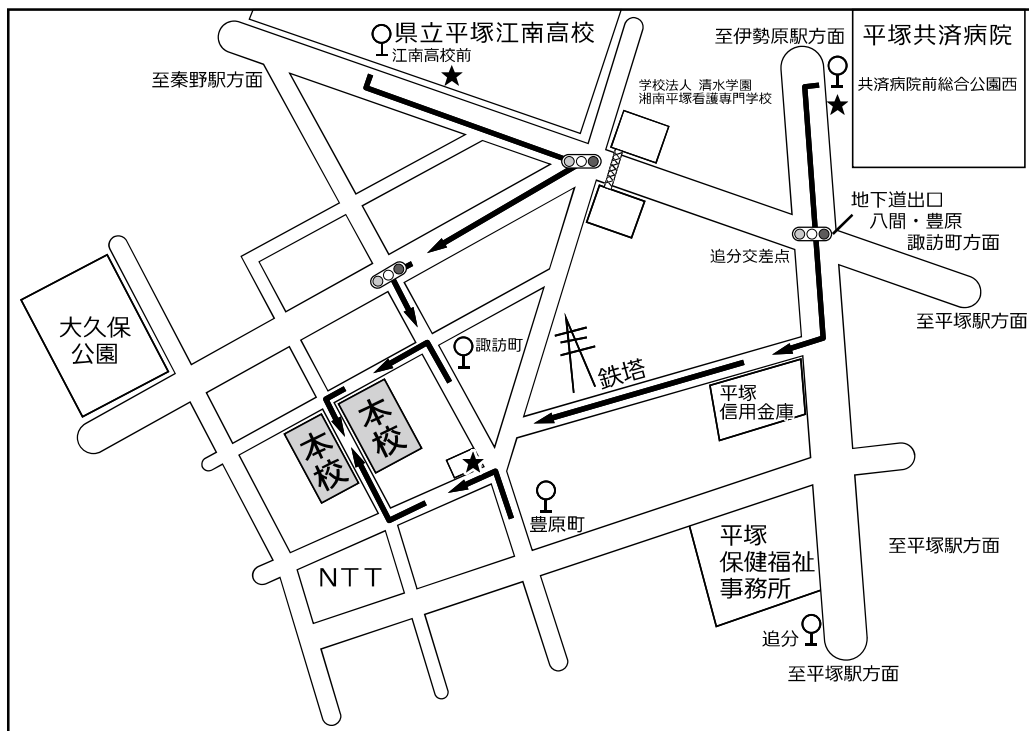 県立平塚江南高校
江南高校前
至秦野駅方面
至伊勢原駅方面
平塚共済病院
共済病院前総合公園西
学校法人 清水学園
湘南平塚看護専門学校
地下道出口
八間・豊原
諏訪町方面
追分交差点
至平塚駅方面
大久保
公園
諏訪町
鉄塔
平塚
信用金庫
本校
本校
豊原町
NTT
平塚
保健福祉
事務所
至平塚駅方面
追分
至平塚駅方面